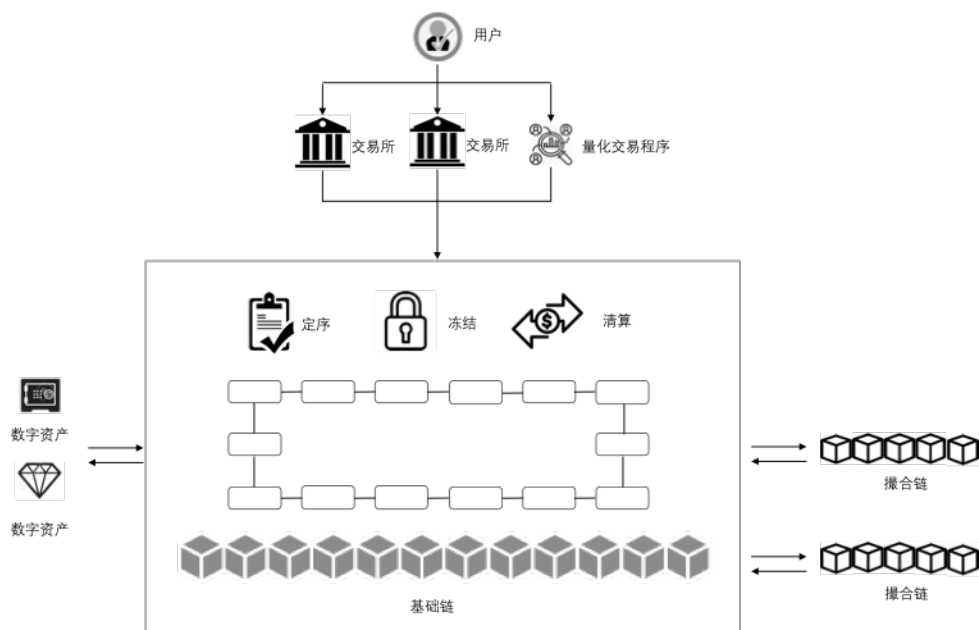 用户
交易所
交易所
量化交易程序
定序
冻结
清算
数字资产
数字资产
撮合链
撮合链
基础链